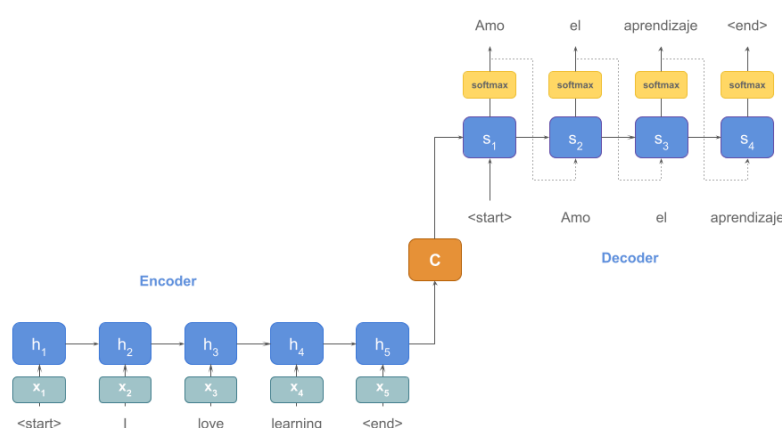 Amo el aprendizaje <end>
softmax softmax softmax softmax
s1 s2 s3 s4
<start> Amo el aprendizaje
C
Decoder
Encoder
h1 h2 h3 h4 h5
x1 x2 x3 x4 x5
<start> I love learning <end>